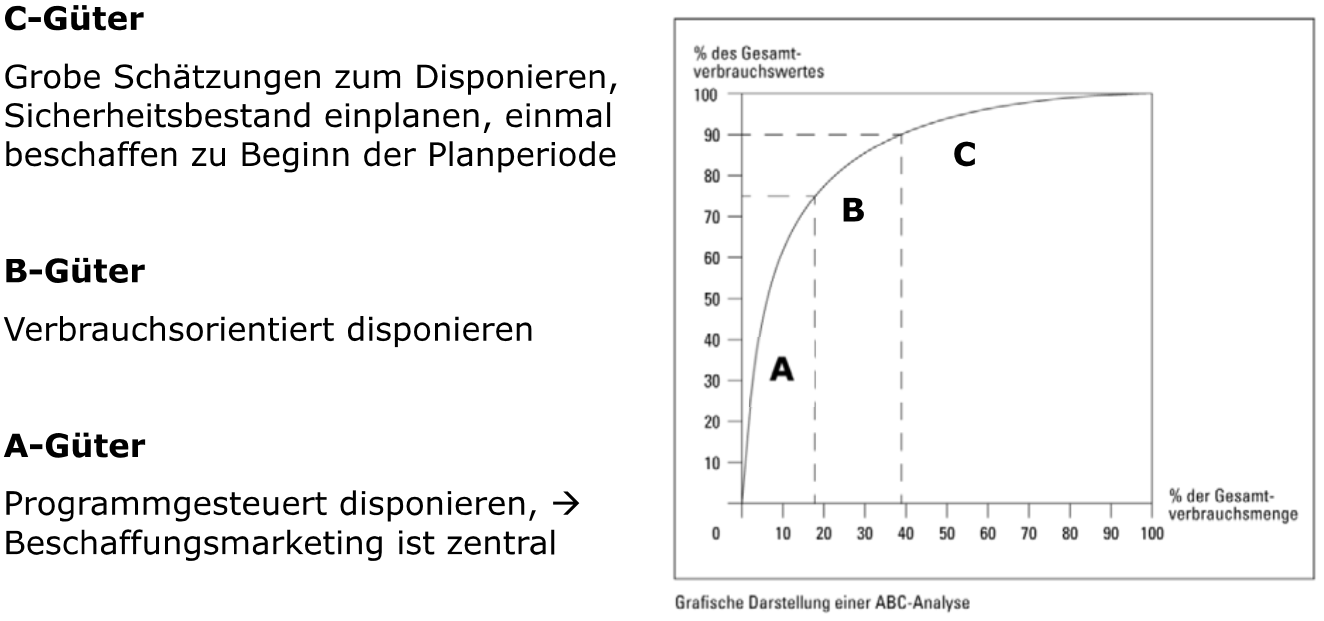 C-Güter
Grobe Schätzungen zum Disponieren,
Sicherheitsbestand einplanen, einmal
beschaffen zu Beginn der Planperiode
B-Güter
Verbrauchsorientiert disponieren
A-Güter
Programmgesteuert disponieren, →
Beschaffungsmarketing ist zentral
% des Gesamt-
verbrauchswertes
100
90
80
70
60
50
40
30
20
10
A
B
C
0 10 20 30 40 50 60 70 80 90 100
% der Gesamt-
verbrauchsmenge
Grafische Darstellung einer ABC-Analyse